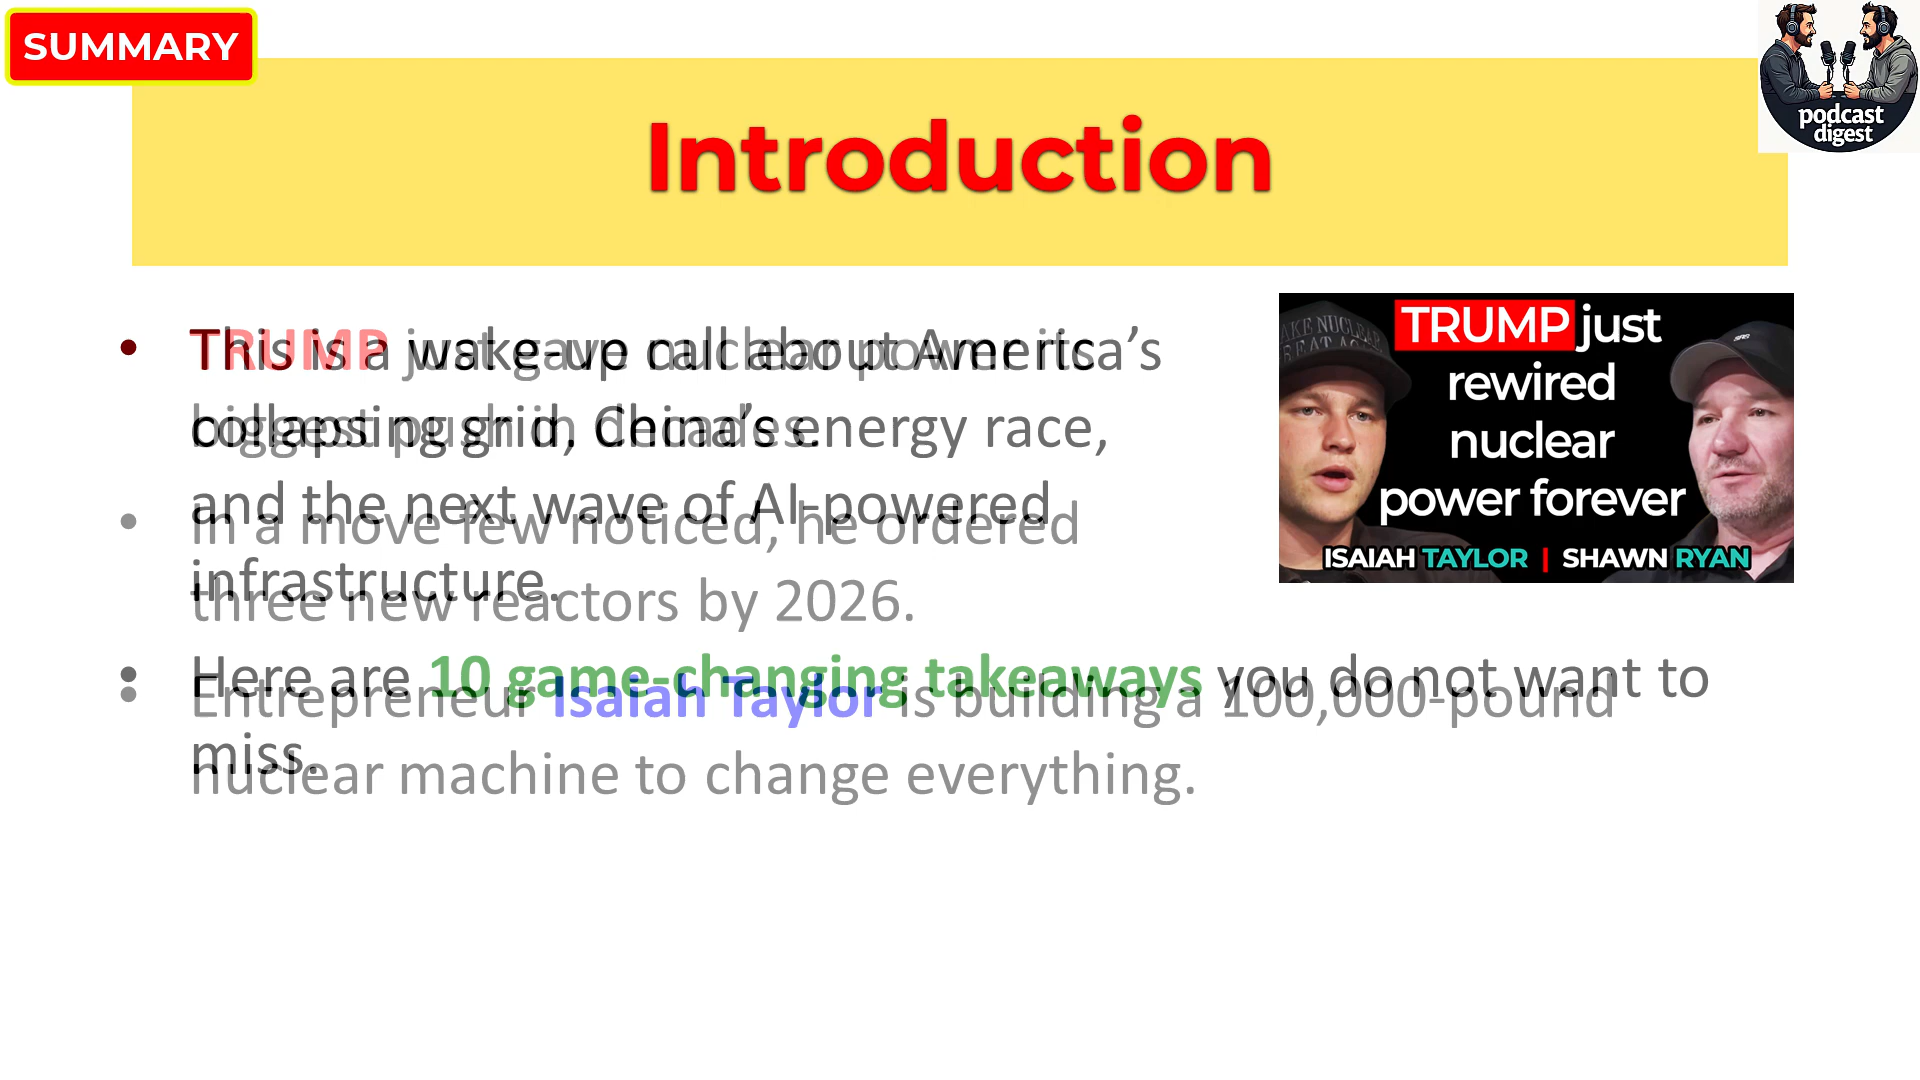 SUMMARY
podcast
digest
Introduction
• TRUMP just gave nuclear power its
biggest push in decades.
• In a move few noticed, he ordered
three new reactors by 2026.
• Entrepreneur Isaiah Taylor is building a 100,000-pound
nuclear machine to change everything.
• This is a wake-up call about America’s
collapsing grid, China’s energy race,
and the next wave of AI-powered
infrastructure.
• Here are 10 game-changing takeaways you do not want to
miss.
TRUMP just
rewired
nuclear
power forever
ISAIAH TAYLOR | SHAWN RYAN